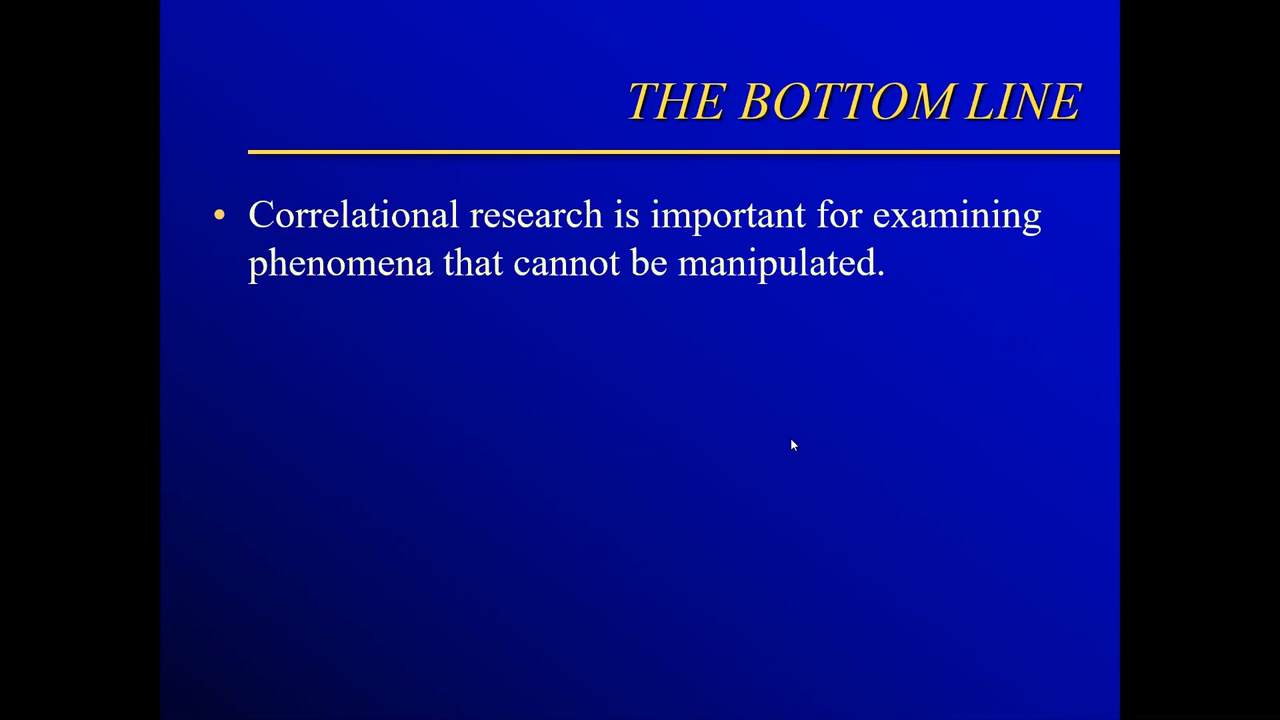 THE BOTTOM LINE
• Correlational research is important for examining
phenomena that cannot be manipulated.